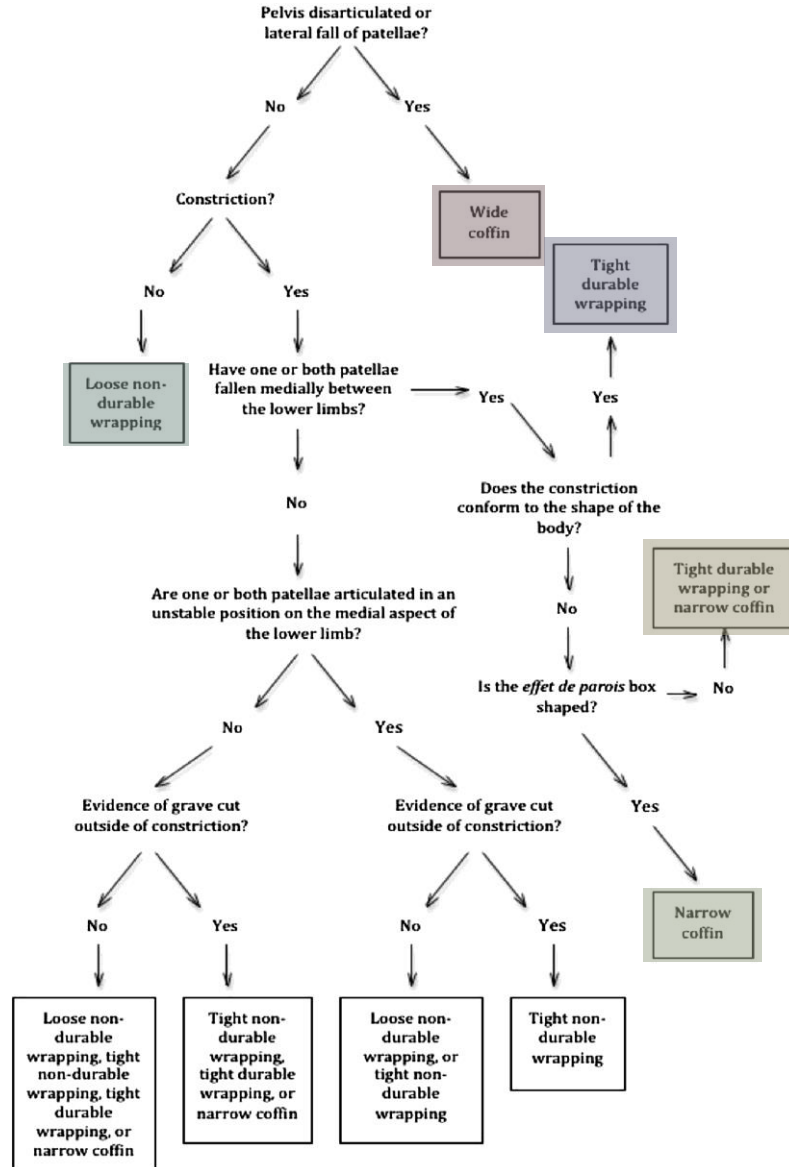 Pelvis disarticulated or
lateral fall of patellae?
No
Yes
Constriction?
Wide
coffin
Tight
durable
wrapping
No
Yes
Loose non-
durable
wrapping
Have one or both patellae
fallen medially between
the lower limbs?
Yes
Yes
No
Does the constriction
conform to the shape of the
body?
Are one or both patellae articulated in an
unstable position on the medial aspect of
the lower limb?
No
Tight durable
wrapping or
narrow coffin
Is the effet de parois box
shaped?
No
No
Yes
Evidence of grave cut
outside of constriction?
Evidence of grave cut
outside of constriction?
Yes
No
Yes
No
Yes
Narrow
coffin
Loose non-
durable
wrapping, tight
non-durable
wrapping, tight
durable
wrapping, or
narrow coffin
Tight non-
durable
wrapping,
tight durable
wrapping, or
narrow coffin
Loose non-
durable
wrapping, or
tight non-
durable
wrapping
Tight non-
durable
wrapping